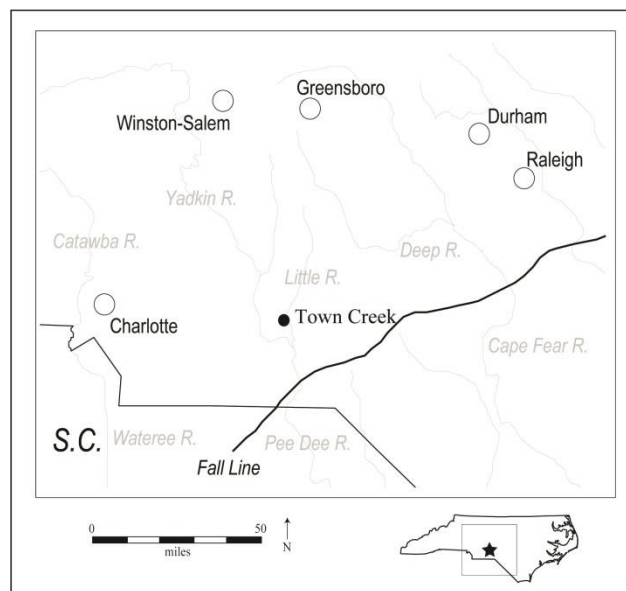 Greensboro
Winston-Salem
Durham
Raleigh
Yadkin R.
Catawba R.
Deep R.
Little R.
Town Creek
Charlotte
Cape Fear R.
S.C.
Wateree R.
Pee Dee R.
Fall Line
0
50
miles
N